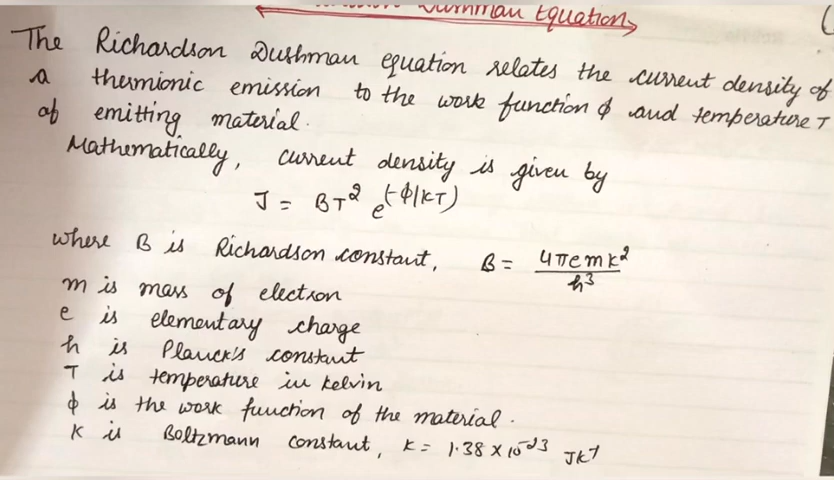 Dushman Equation
The Richardson Dushman equation relates the current density of
a thermionic emission to the work function ϕ and temperature T
of emitting material.
Mathematically, current density is given by
J = BT² e^(-ϕ/KT)
where B is Richardson constant, B = 4πemk²/h³
m is mass of electron
e is elementary charge
h is Planck's constant
T is temperature in kelvin
ϕ is the work function of the material.
K is Boltzmann constant, K = 1.38 × 10⁻²³ JK⁻¹